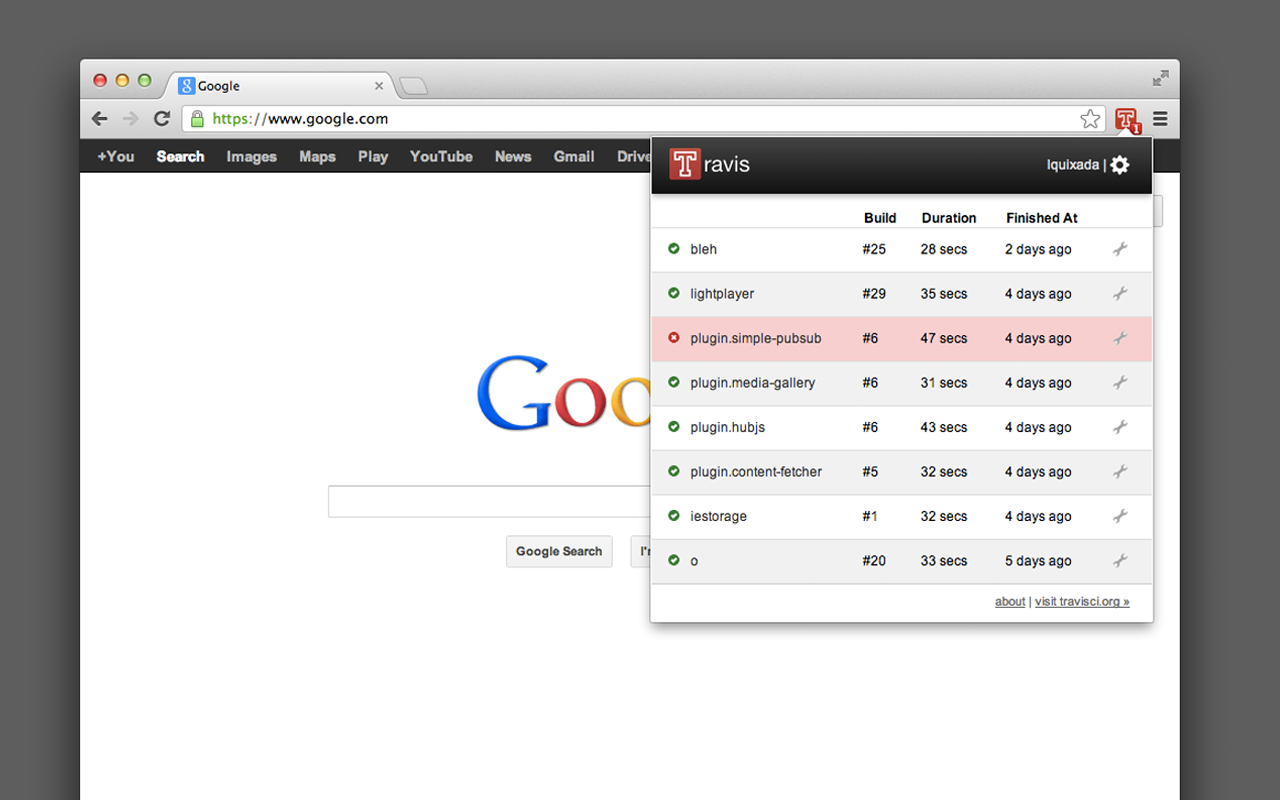 Google
https://www.google.com
+You Search Images Maps Play YouTube News Gmail Drive
Travis
lquixada |
Build Duration Finished At
bleh #25 28 secs 2 days ago
lightplayer #29 35 secs 4 days ago
plugin.simple-pubsub #6 47 secs 4 days ago
plugin.media-gallery #6 31 secs 4 days ago
plugin.hubjs #6 43 secs 4 days ago
plugin.content-fetcher #5 32 secs 4 days ago
iestorage #1 32 secs 4 days ago
o #20 33 secs 5 days ago
about | visit travisci.org »
Goo
Google Search
I'